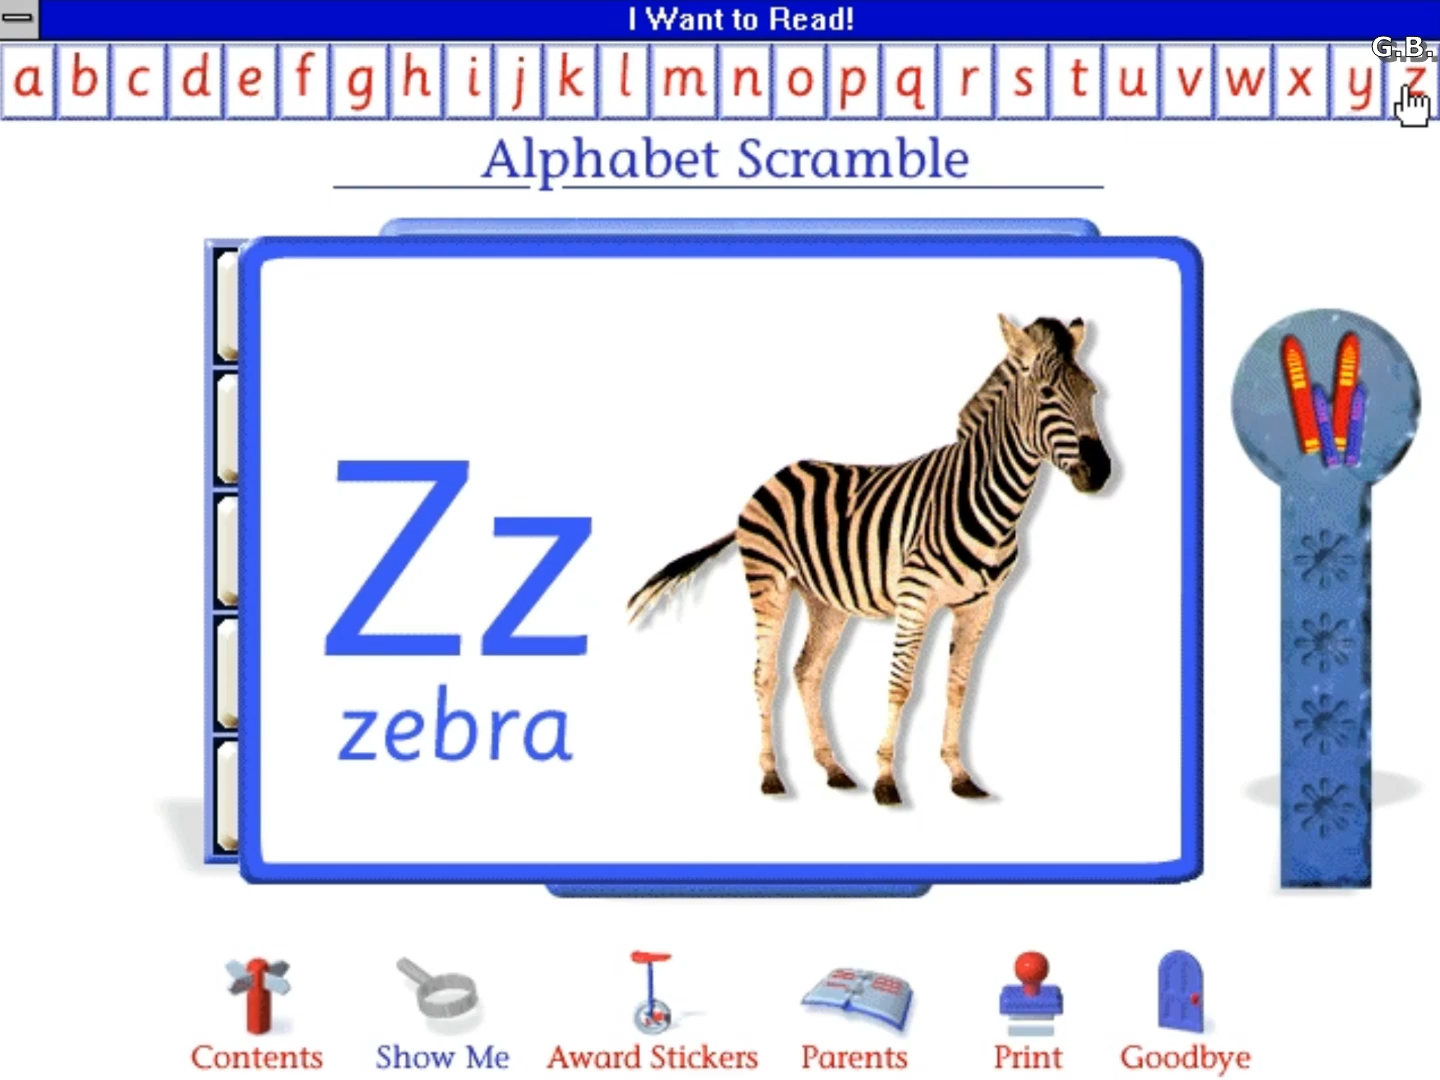 I Want to Read!
G.B.
a b c d e f g h i j k l m n o p q r s t u v w x y z
Alphabet Scramble
Zz
zebra
Contents Show Me Award Stickers Parents Print Goodbye